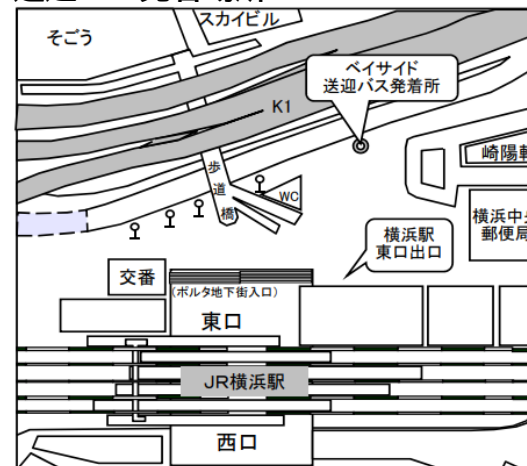 スカイビル
そごう
ベイサイド
送迎バス発着所
K1
崎陽軒
歩道橋
WC
横浜中央
郵便局
横浜駅
東口出口
交番
(ポルタ地下街入口)
東口
JR横浜駅
西口